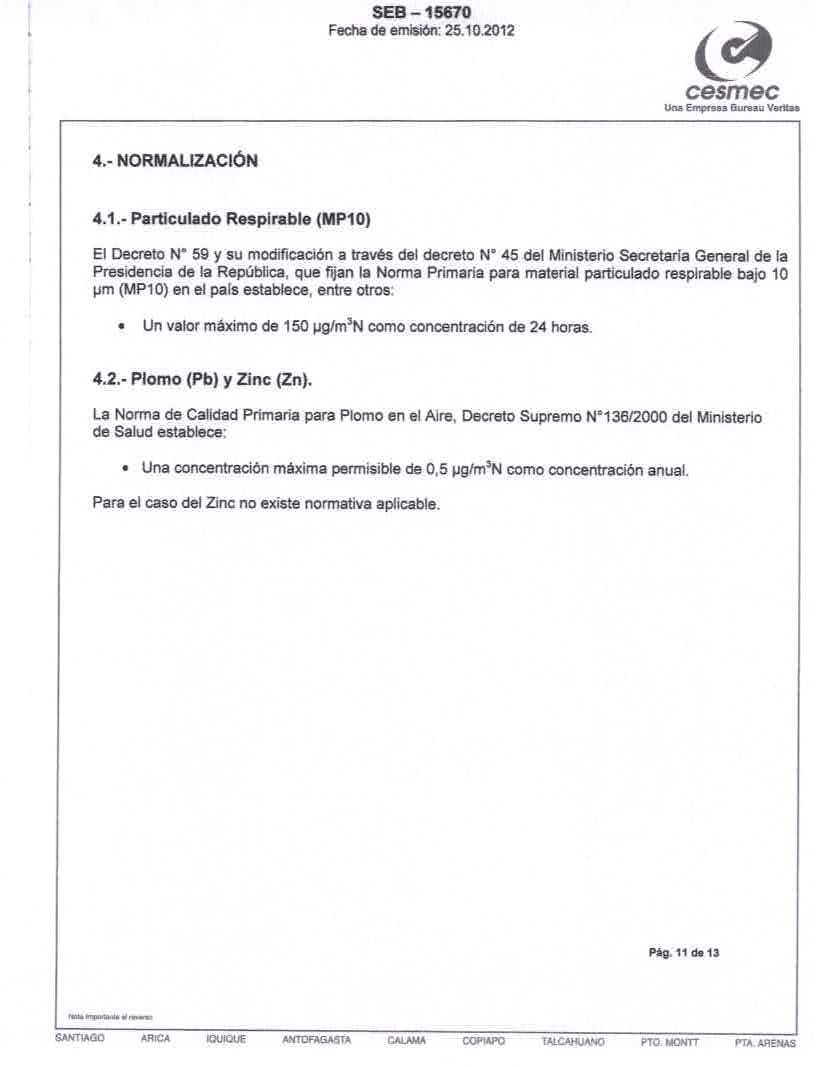 SEB – 15670
Fecha de emisión: 25.10.2012
cesmec
Una Empresa Bureau Veritas
4.- NORMALIZACIÓN
4.1.- Particulado Respirable (MP10)
El Decreto N° 59 y su modificación a través del decreto N° 45 del Ministerio Secretaría General de la
Presidencia de la República, que fijan la Norma Primaria para material particulado respirable bajo 10
µm (MP10) en el país establece, entre otros:
• Un valor máximo de 150 µg/m³N como concentración de 24 horas.
4.2.- Plomo (Pb) y Zinc (Zn).
La Norma de Calidad Primaria para Plomo en el Aire, Decreto Supremo N°136/2000 del Ministerio
de Salud establece:
• Una concentración máxima permisible de 0,5 µg/m³N como concentración anual.
Para el caso del Zinc no existe normativa aplicable.
Pág. 11 de 13
Nota importante al reverso
SANTIAGO ARICA IQUIQUE ANTOFAGASTA CALAMA COPIAPO TALCAHUANO PTO. MONTT PTA. ARENAS